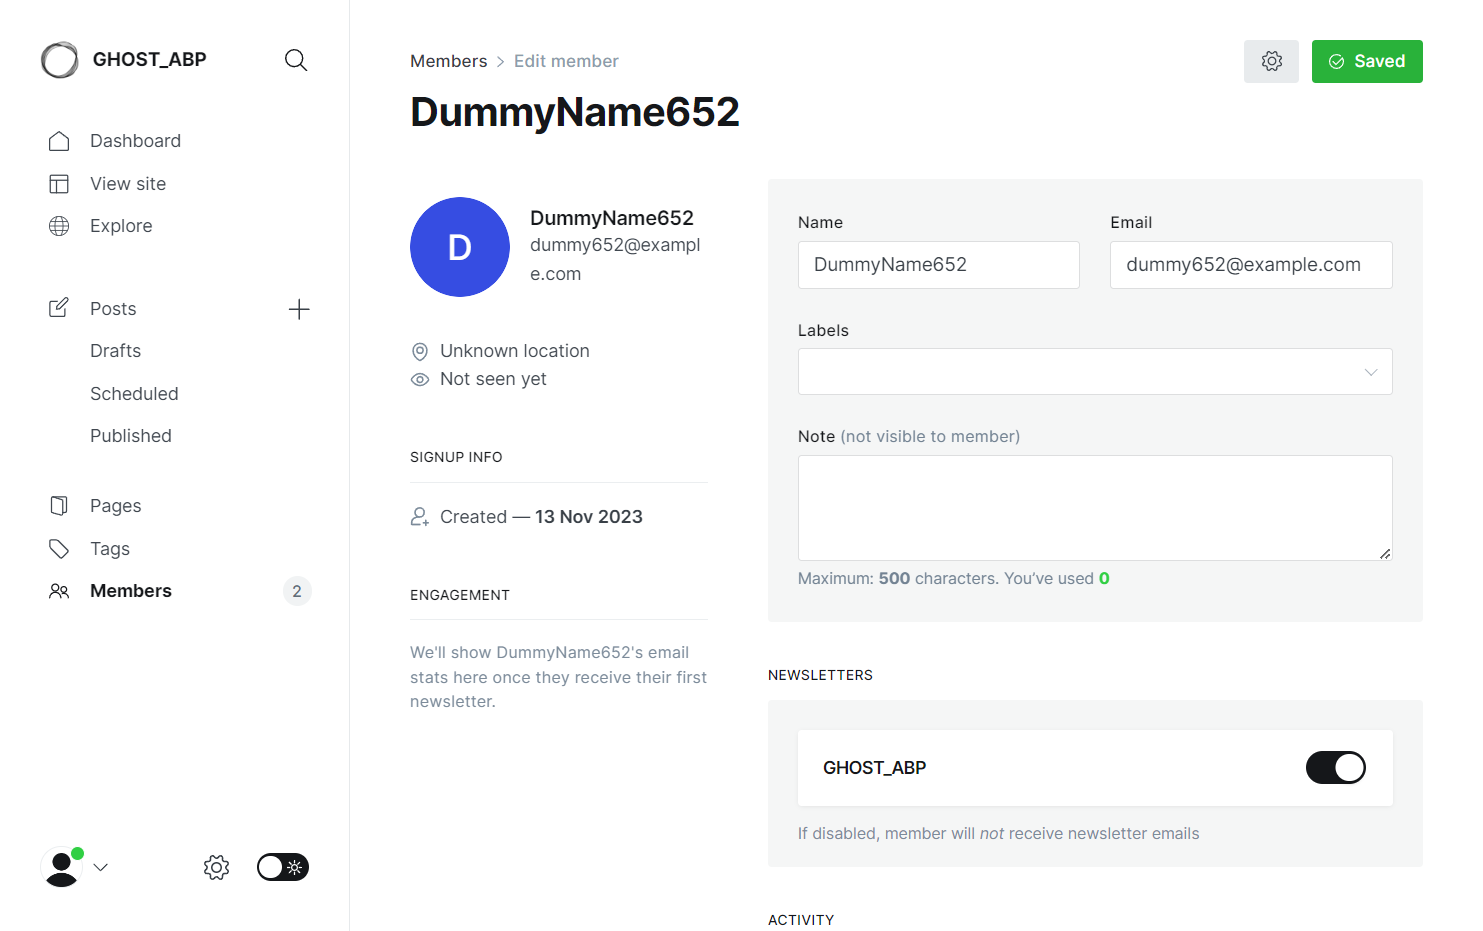 GHOST_ABP
Dashboard
View site
Explore
Posts
Drafts
Scheduled
Published
Pages
Tags
Members
2
Members > Edit member
Saved
DummyName652
D
DummyName652
dummy652@exampl
e.com
Unknown location
Not seen yet
SIGNUP INFO
Created — 13 Nov 2023
ENGAGEMENT
We'll show DummyName652's email
stats here once they receive their first
newsletter.
Name
DummyName652
Email
dummy652@example.com
Labels
Note (not visible to member)
Maximum: 500 characters. You’ve used 0
NEWSLETTERS
GHOST_ABP
If disabled, member will not receive newsletter emails
ACTIVITY